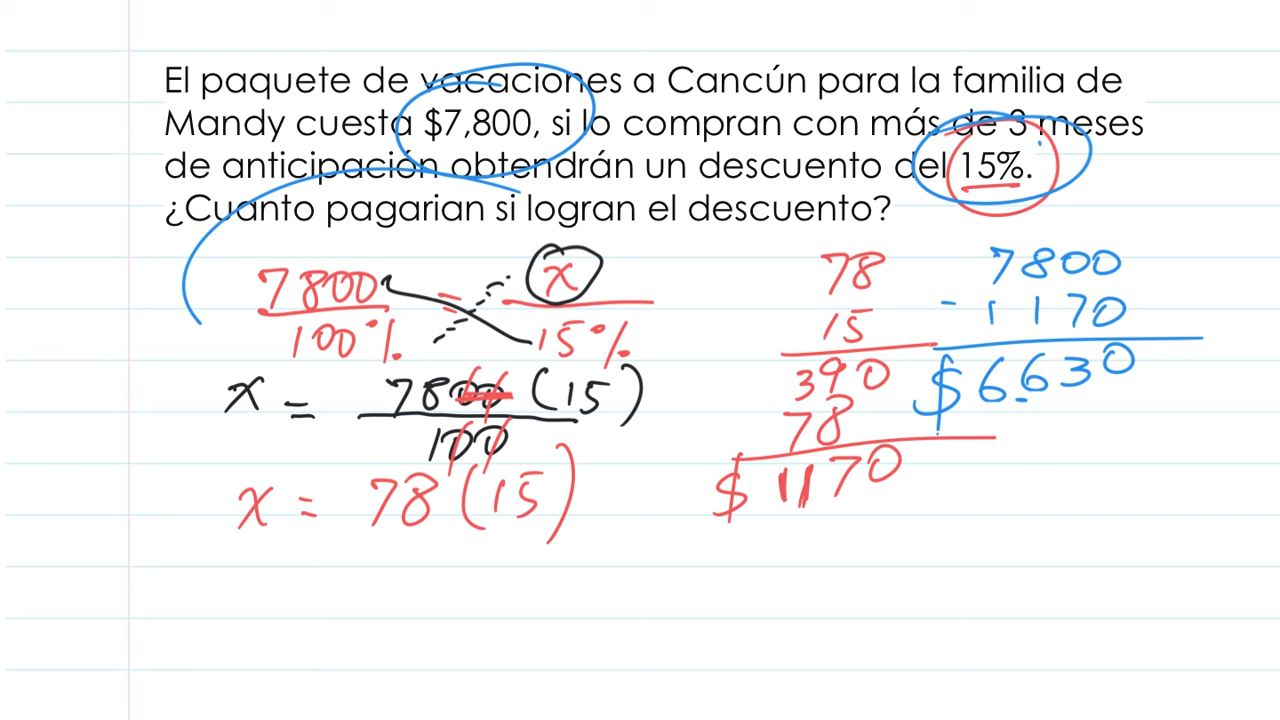 El paquete de vacaciones a Cancún para la familia de
Mandy cuesta $7,800, si lo compran con más de 3 meses
de anticipación obtendrán un descuento del 15%.
¿Cuanto pagarian si logran el descuento?
7800 = x
100% 15%
x = 7800 (15)
100
x = 78 (15)
78
15
390
78
$ 1170
7800
- 1170
$6630